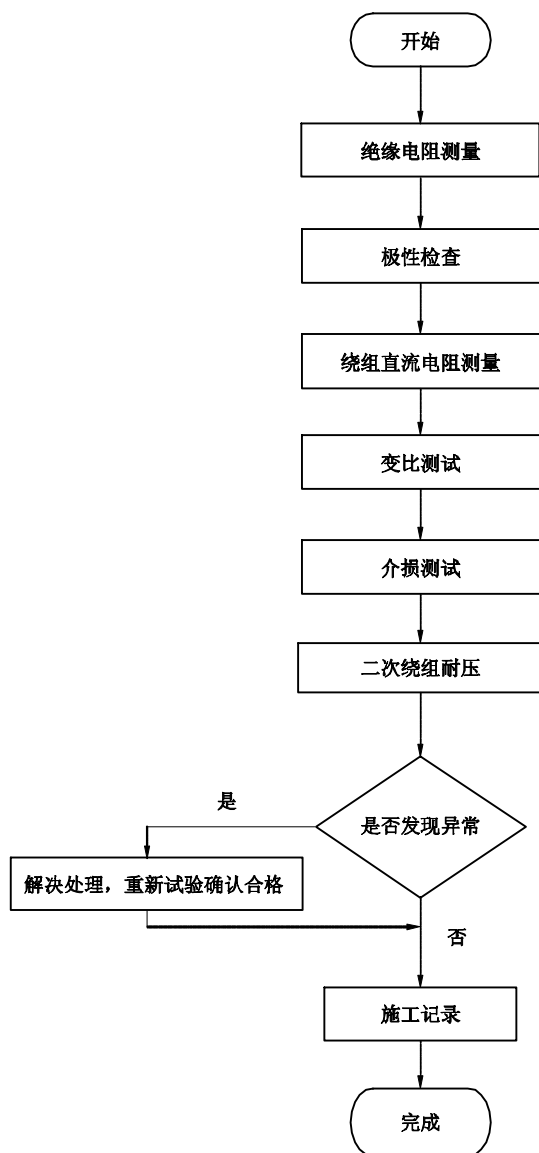 开始
绝缘电阻测量
极性检查
绕组直流电阻测量
变比测试
介损测试
二次绕组耐压
是否发现异常
是
解决处理，重新试验确认合格
否
施工记录
完成